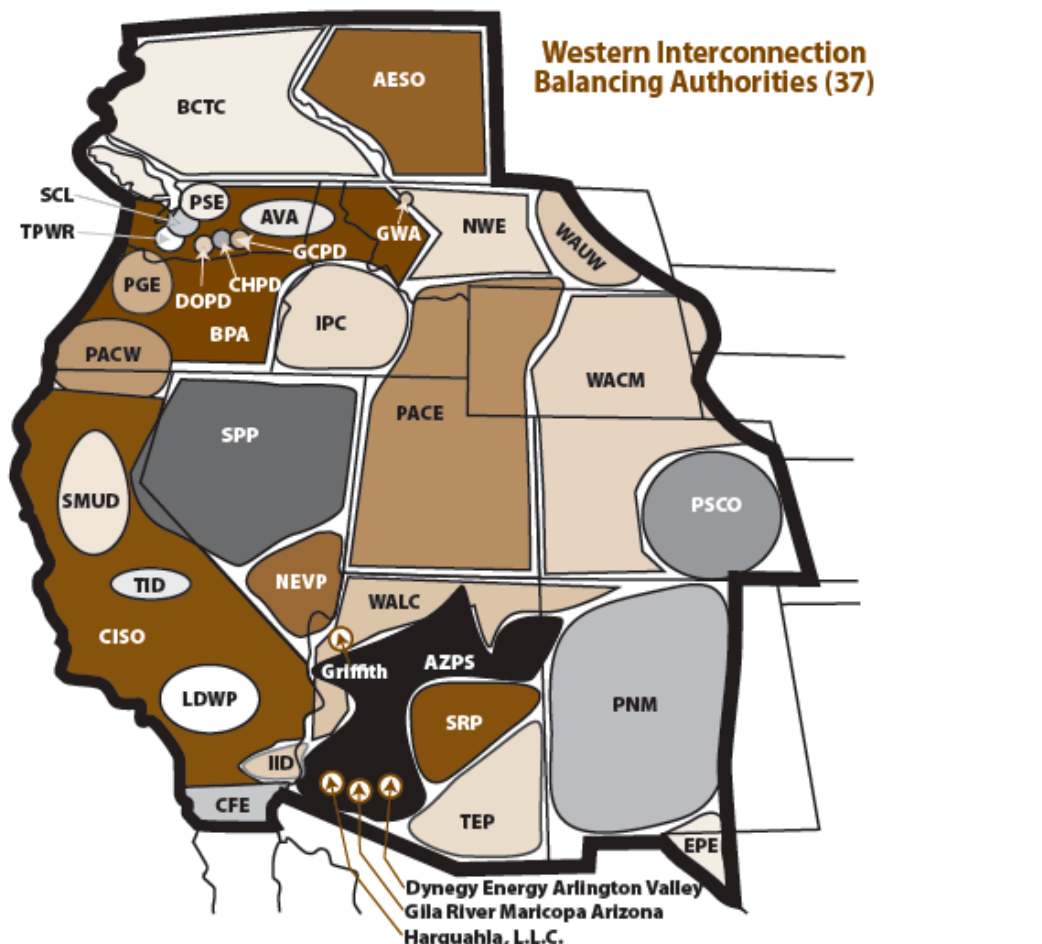 Western Interconnection
Balancing Authorities (37)
AESO
BCTC
SCL
PSE
TPWR
AVA
GWA
NWE
WAUW
GCPD
PGE
CHPD
DOPD
BPA
IPC
PACW
WACM
PACE
SPP
SMUD
PSCO
TID
NEVP
WALC
CISO
AZPS
Griffith
LDWP
PNM
SRP
IID
CFE
TEP
EPE
Dynegy Energy Arlington Valley
Gila River Maricopa Arizona
Harquahla, L.L.C.